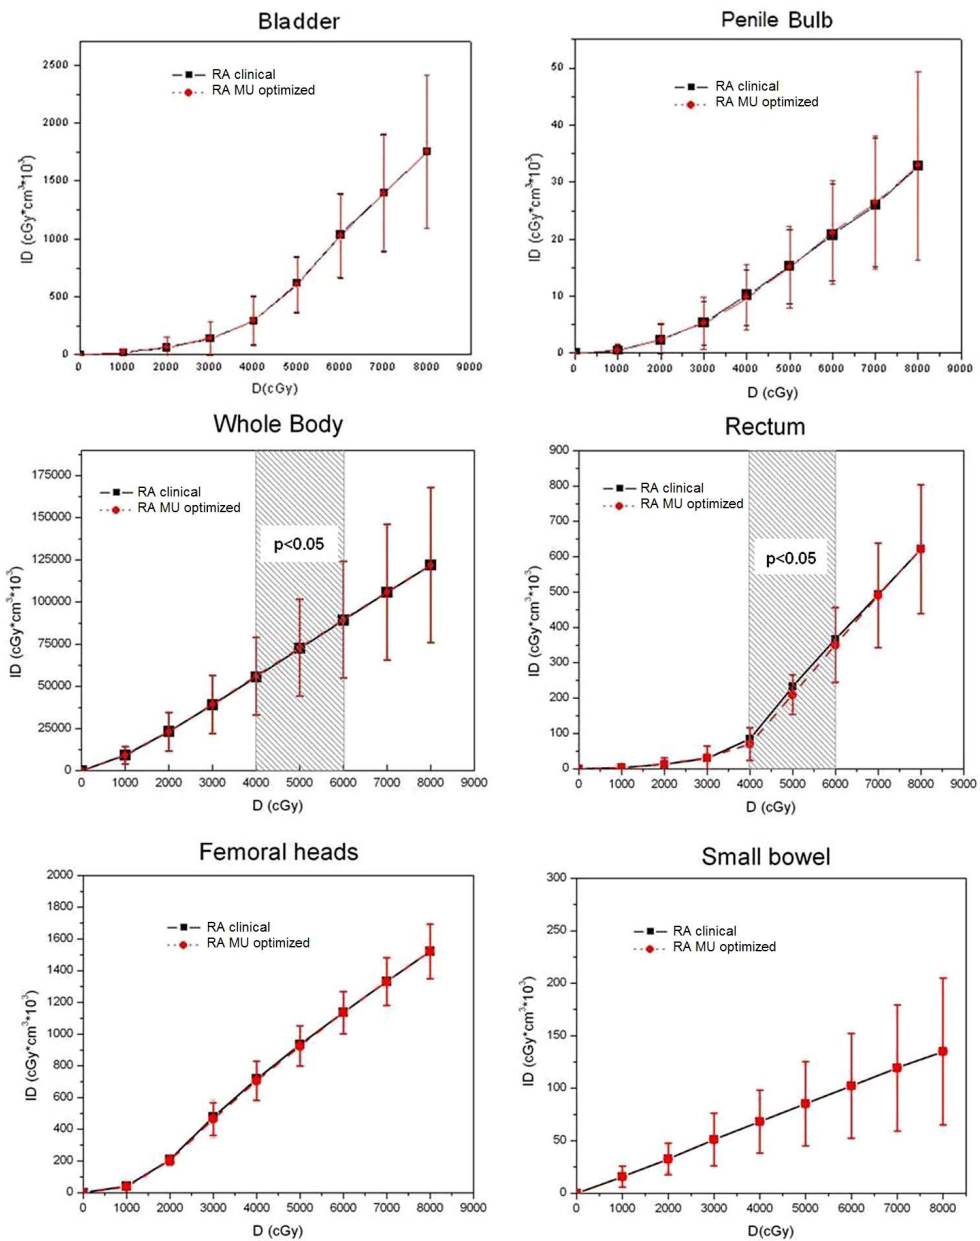 Bladder
2500
2000
1500
1000
500
0
ID (cGy*cm³*10³)
RA clinical
RA MU optimized
0 1000 2000 3000 4000 5000 6000 7000 8000 9000
D(cGy)
Penile Bulb
50
40
30
20
10
0
ID (cGy*cm³*10³)
RA clinical
RA MU optimized
0 1000 2000 3000 4000 5000 6000 7000 8000 9000
D (cGy)
Whole Body
175000
150000
125000
100000
75000
50000
25000
0
ID (cGy*cm³*10³)
RA clinical
RA MU optimized
p<0.05
0 1000 2000 3000 4000 5000 6000 7000 8000 9000
D (cGy)
Rectum
900
800
700
600
500
400
300
200
100
0
ID (cGy*cm³*10³)
RA clinical
RA MU optimized
p<0.05
0 1000 2000 3000 4000 5000 6000 7000 8000 9000
D (cGy)
Femoral heads
2000
1800
1600
1400
1200
1000
800
600
400
200
0
ID (cGy*cm³*10³)
RA clinical
RA MU optimized
0 1000 2000 3000 4000 5000 6000 7000 8000 9000
D (cGy)
Small bowel
300
250
200
150
100
50
0
ID (cGy*cm³*10³)
RA clinical
RA MU optimized
0 1000 2000 3000 4000 5000 6000 7000 8000
D(cGy)